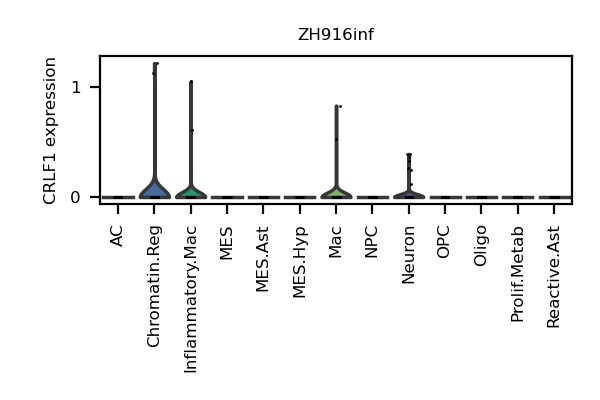 ZH916inf
CRLF1 expression
1
0
AC
Chromatin.Reg
Inflammatory.Mac
MES
MES.Ast
MES.Hyp
Mac
NPC
Neuron
OPC
Oligo
Prolif.Metab
Reactive.Ast